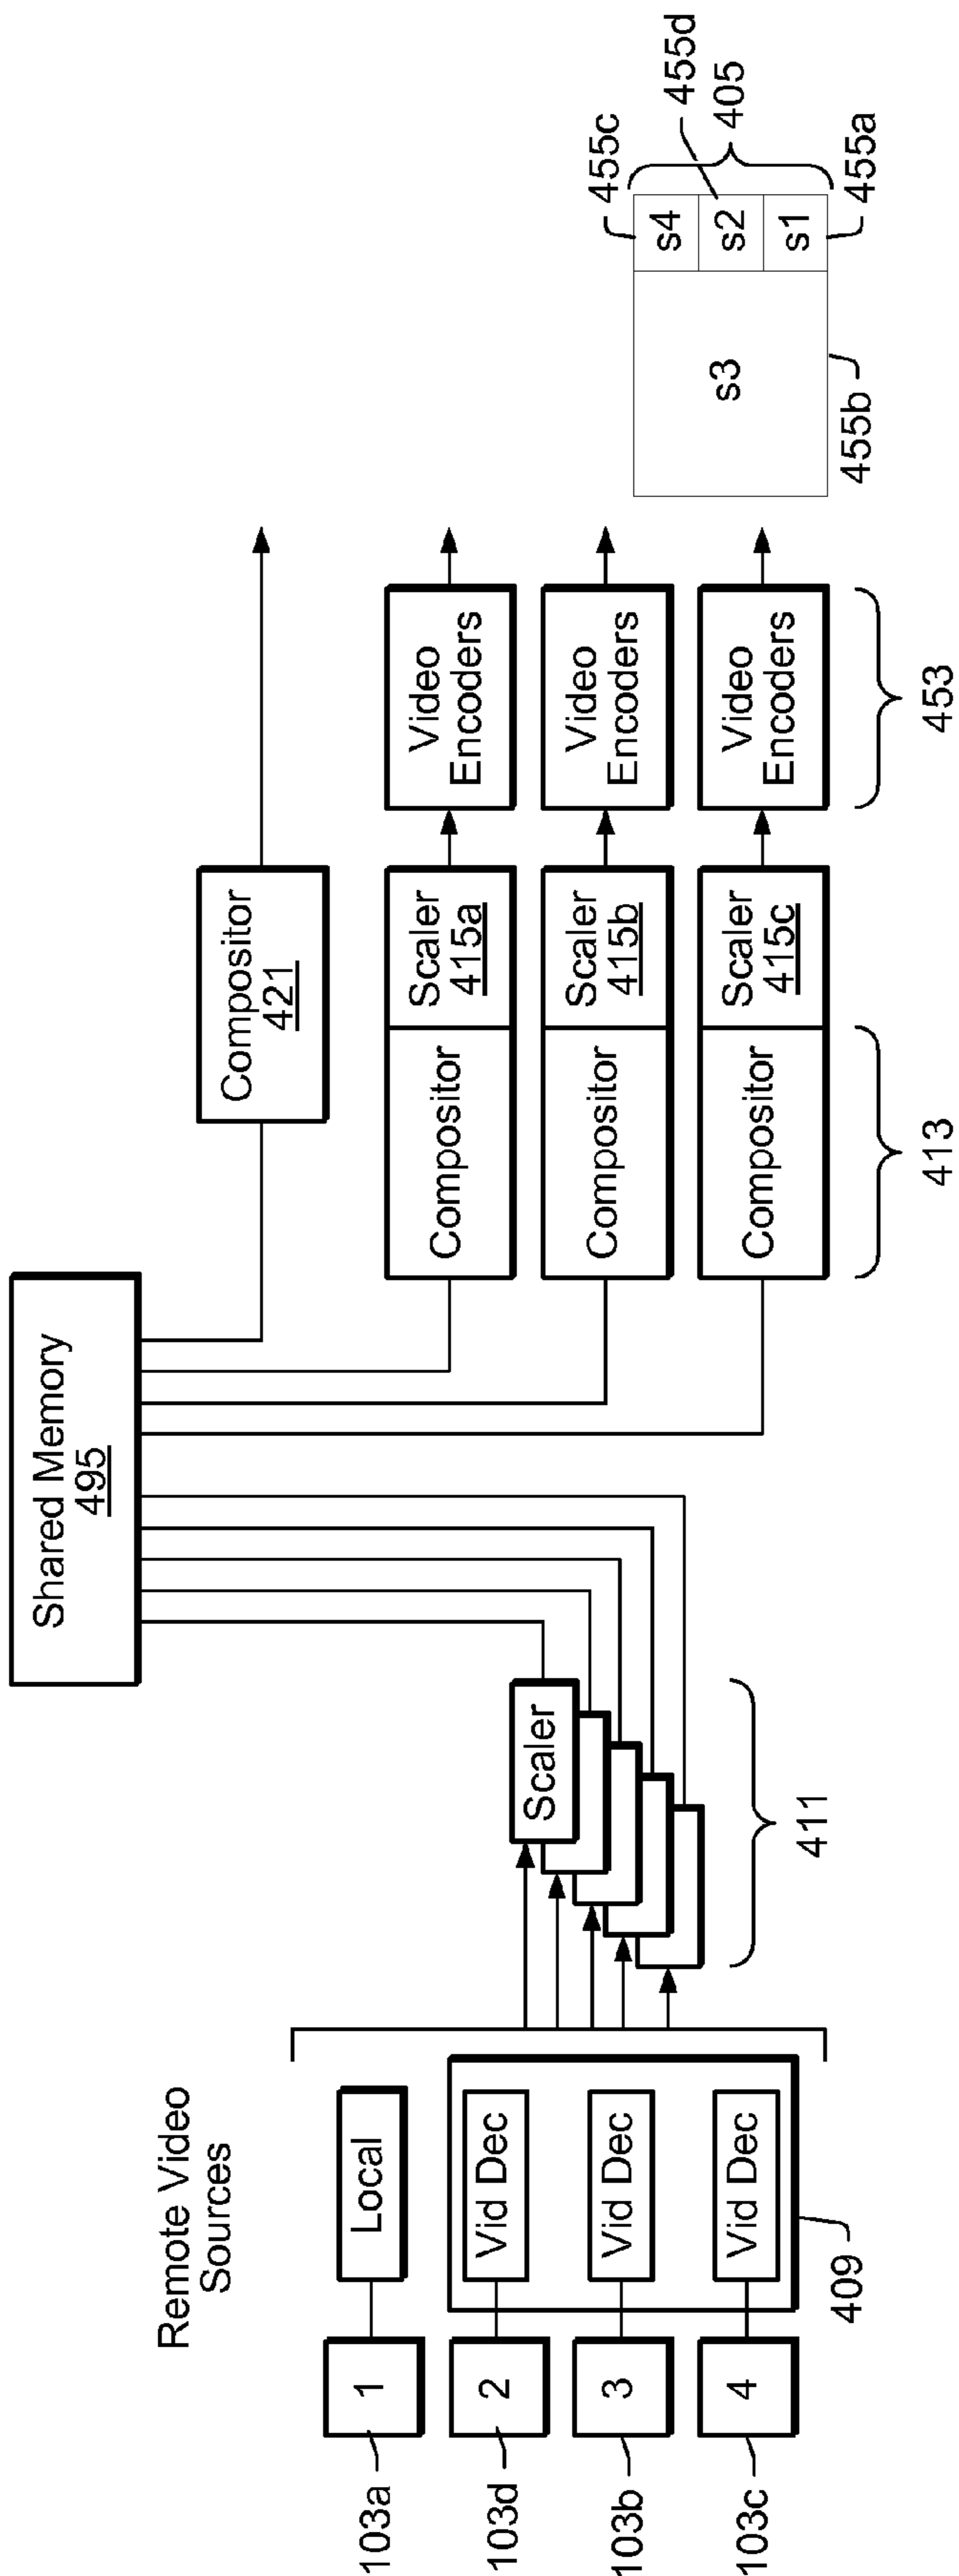 Remote Video
Sources
103a
1
Local
103d
2
Vid Dec
103b
3
Vid Dec
103c
4
Vid Dec
409
Scaler
411
Shared Memory
495
Compositor
421
Compositor
Scaler
415a
Video
Encoders
Compositor
Scaler
415b
Video
Encoders
Compositor
Scaler
415c
Video
Encoders
413
453
455c
455d
405
s4
s2
s1
s3
455b
455a